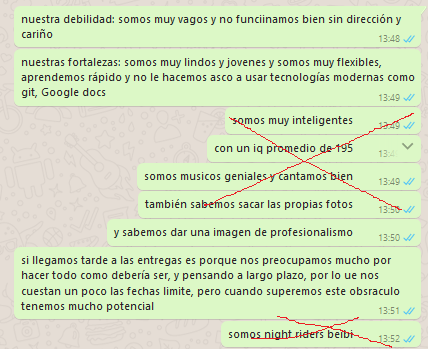 nuestra debilidad: somos muy vagos y no funciinamos bien sin dirección y
cariño
13:48
nuestras fortalezas: somos muy lindos y jovenes y somos muy flexibles,
aprendemos rápido y no le hacemos asco a usar tecnologías modernas como
git, Google docs
13:49
somos muy inteligentes 13:49
con un iq promedio de 195 13:4
somos musicos geniales y cantamos bien 13:49
también sabemos sacar las propias fotos 13:50
y sabemos dar una imagen de profesionalismo 13:50
si llegamos tarde a las entregas es porque nos preocupamos mucho por
hacer todo como debería ser, y pensando a largo plazo, por lo ue nos
cuestan un poco las fechas limite, pero cuando superemos este obsraculo
tenemos mucho potencial
13:51
somos night riders beibi 13:52